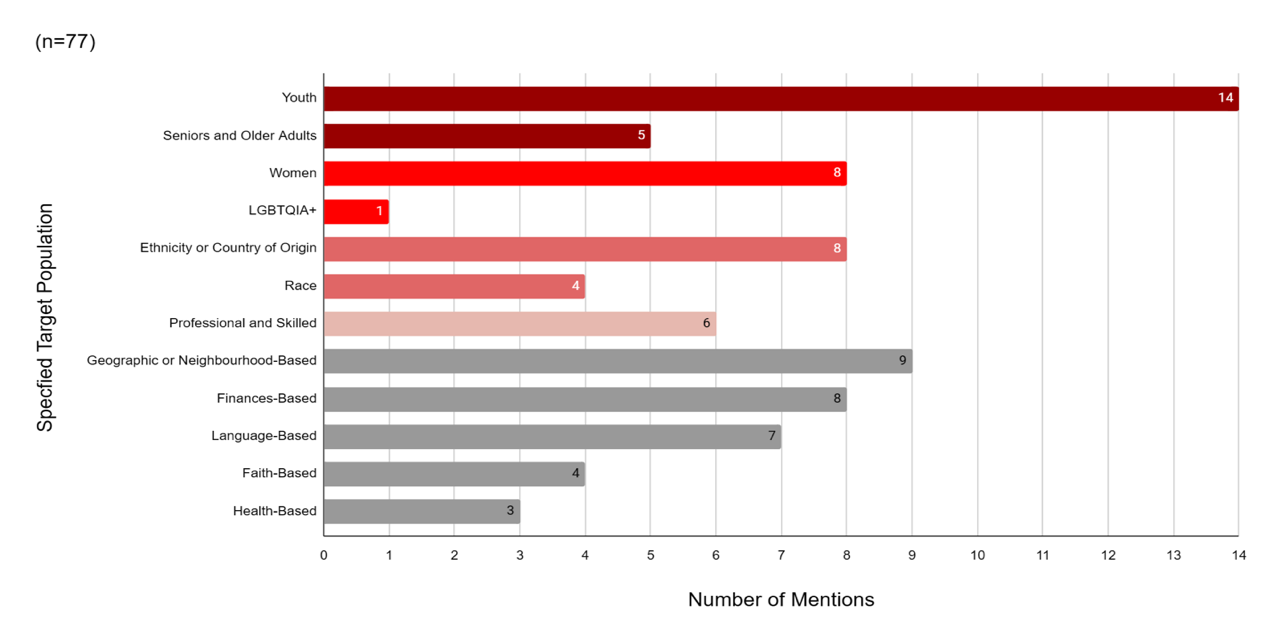 (n=77)
Specfied Target Population
Youth 14
Seniors and Older Adults 5
Women 8
LGBTQIA+ 1
Ethnicity or Country of Origin 8
Race 4
Professional and Skilled 6
Geographic or Neighbourhood-Based 9
Finances-Based 8
Language-Based 7
Faith-Based 4
Health-Based 3
0 1 2 3 4 5 6 7 8 9 10 11 12 13 14
Number of Mentions